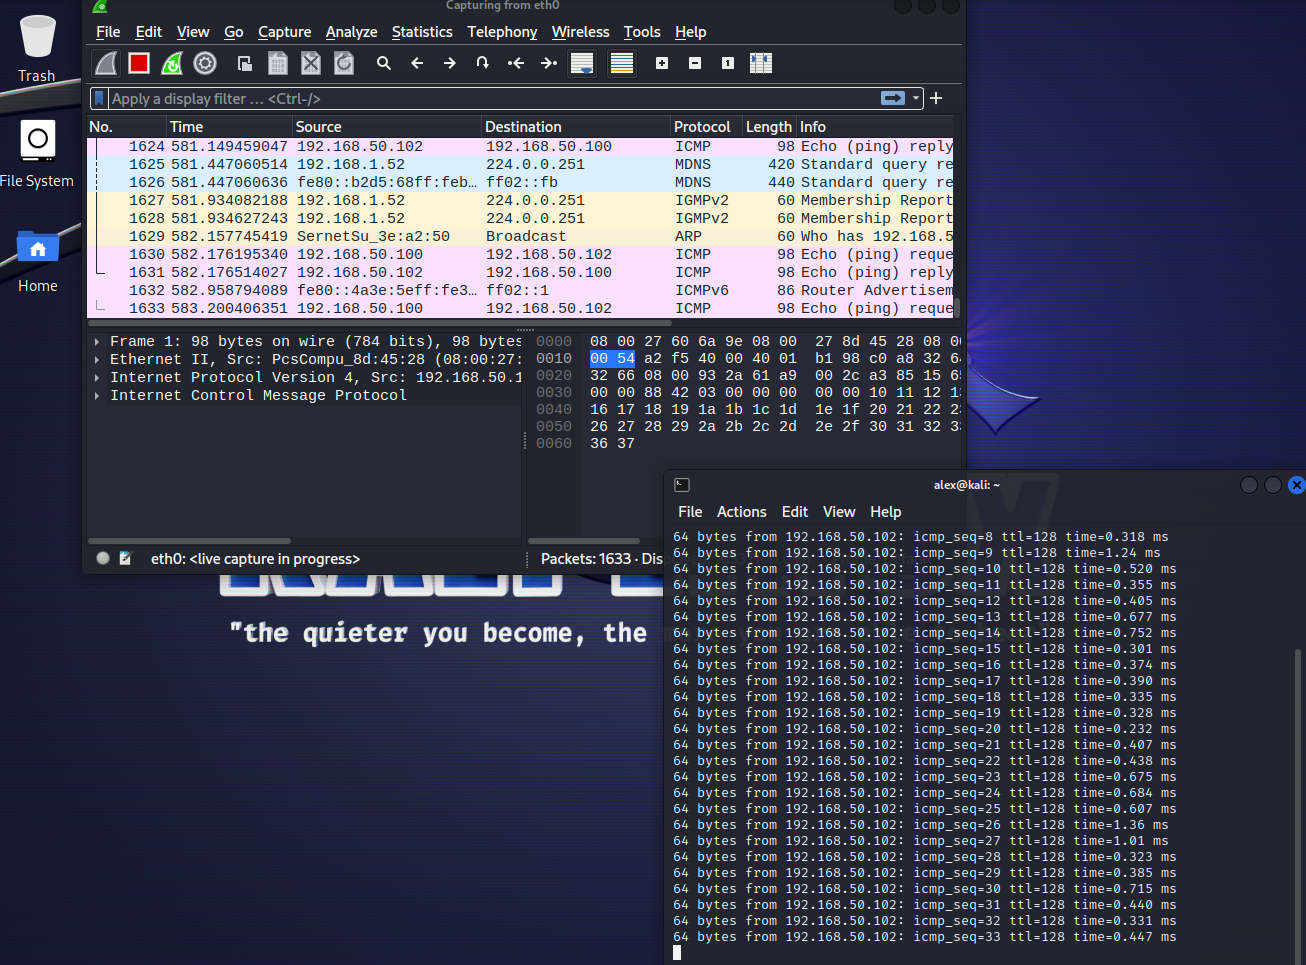 Trash
File System
Home
Capturing from eth0
File Edit View Go Capture Analyze Statistics Telephony Wireless Tools Help
Apply a display filter … <Ctrl-/>
No. Time Source Destination Protocol Length Info
1624 581.149459047 192.168.50.102 192.168.50.100 ICMP 98 Echo (ping) reply
1625 581.447060514 192.168.1.52 224.0.0.251 MDNS 420 Standard query re
1626 581.447060636 fe80::b2d5:68ff:feb… ff02::fb MDNS 440 Standard query re
1627 581.934082188 192.168.1.52 224.0.0.251 IGMPv2 60 Membership Report
1628 581.934627243 192.168.1.52 224.0.0.251 IGMPv2 60 Membership Report
1629 582.157745419 SernetSu_3e:a2:50 Broadcast ARP 60 Who has 192.168.5
1630 582.176195340 192.168.50.100 192.168.50.102 ICMP 98 Echo (ping) reque
1631 582.176514027 192.168.50.102 192.168.50.100 ICMP 98 Echo (ping) reply
1632 582.958794089 fe80::4a3e:5eff:fe3… ff02::1 ICMPv6 86 Router Advertisem
1633 583.200406351 192.168.50.100 192.168.50.102 ICMP 98 Echo (ping) reque
Frame 1: 98 bytes on wire (784 bits), 98 bytes
Ethernet II, Src: PcsCompu_8d:45:28 (08:00:27:
Internet Protocol Version 4, Src: 192.168.50.1
Internet Control Message Protocol
0000 08 00 27 60 6a 9e 08 00 27 8d 45 28 08 00
0010 00 54 a2 f5 40 00 40 01 b1 98 c0 a8 32 64
0020 32 66 08 00 93 2a 61 a9 00 2c a3 85 15 65
0030 00 00 88 42 03 00 00 00 00 00 10 11 12 13
0040 16 17 18 19 1a 1b 1c 1d 1e 1f 20 21 22 23
0050 26 27 28 29 2a 2b 2c 2d 2e 2f 30 31 32 33
0060 36 37
eth0: <live capture in progress>
Packets: 1633 · Dis
"the quieter you become, the
alex@kali: ~
File Actions Edit View Help
64 bytes from 192.168.50.102: icmp_seq=8 ttl=128 time=0.318 ms
64 bytes from 192.168.50.102: icmp_seq=9 ttl=128 time=1.24 ms
64 bytes from 192.168.50.102: icmp_seq=10 ttl=128 time=0.520 ms
64 bytes from 192.168.50.102: icmp_seq=11 ttl=128 time=0.355 ms
64 bytes from 192.168.50.102: icmp_seq=12 ttl=128 time=0.405 ms
64 bytes from 192.168.50.102: icmp_seq=13 ttl=128 time=0.677 ms
64 bytes from 192.168.50.102: icmp_seq=14 ttl=128 time=0.752 ms
64 bytes from 192.168.50.102: icmp_seq=15 ttl=128 time=0.301 ms
64 bytes from 192.168.50.102: icmp_seq=16 ttl=128 time=0.374 ms
64 bytes from 192.168.50.102: icmp_seq=17 ttl=128 time=0.390 ms
64 bytes from 192.168.50.102: icmp_seq=18 ttl=128 time=0.335 ms
64 bytes from 192.168.50.102: icmp_seq=19 ttl=128 time=0.328 ms
64 bytes from 192.168.50.102: icmp_seq=20 ttl=128 time=0.232 ms
64 bytes from 192.168.50.102: icmp_seq=21 ttl=128 time=0.407 ms
64 bytes from 192.168.50.102: icmp_seq=22 ttl=128 time=0.438 ms
64 bytes from 192.168.50.102: icmp_seq=23 ttl=128 time=0.675 ms
64 bytes from 192.168.50.102: icmp_seq=24 ttl=128 time=0.684 ms
64 bytes from 192.168.50.102: icmp_seq=25 ttl=128 time=0.607 ms
64 bytes from 192.168.50.102: icmp_seq=26 ttl=128 time=1.36 ms
64 bytes from 192.168.50.102: icmp_seq=27 ttl=128 time=1.01 ms
64 bytes from 192.168.50.102: icmp_seq=28 ttl=128 time=0.323 ms
64 bytes from 192.168.50.102: icmp_seq=29 ttl=128 time=0.385 ms
64 bytes from 192.168.50.102: icmp_seq=30 ttl=128 time=0.715 ms
64 bytes from 192.168.50.102: icmp_seq=31 ttl=128 time=0.440 ms
64 bytes from 192.168.50.102: icmp_seq=32 ttl=128 time=0.331 ms
64 bytes from 192.168.50.102: icmp_seq=33 ttl=128 time=0.447 ms